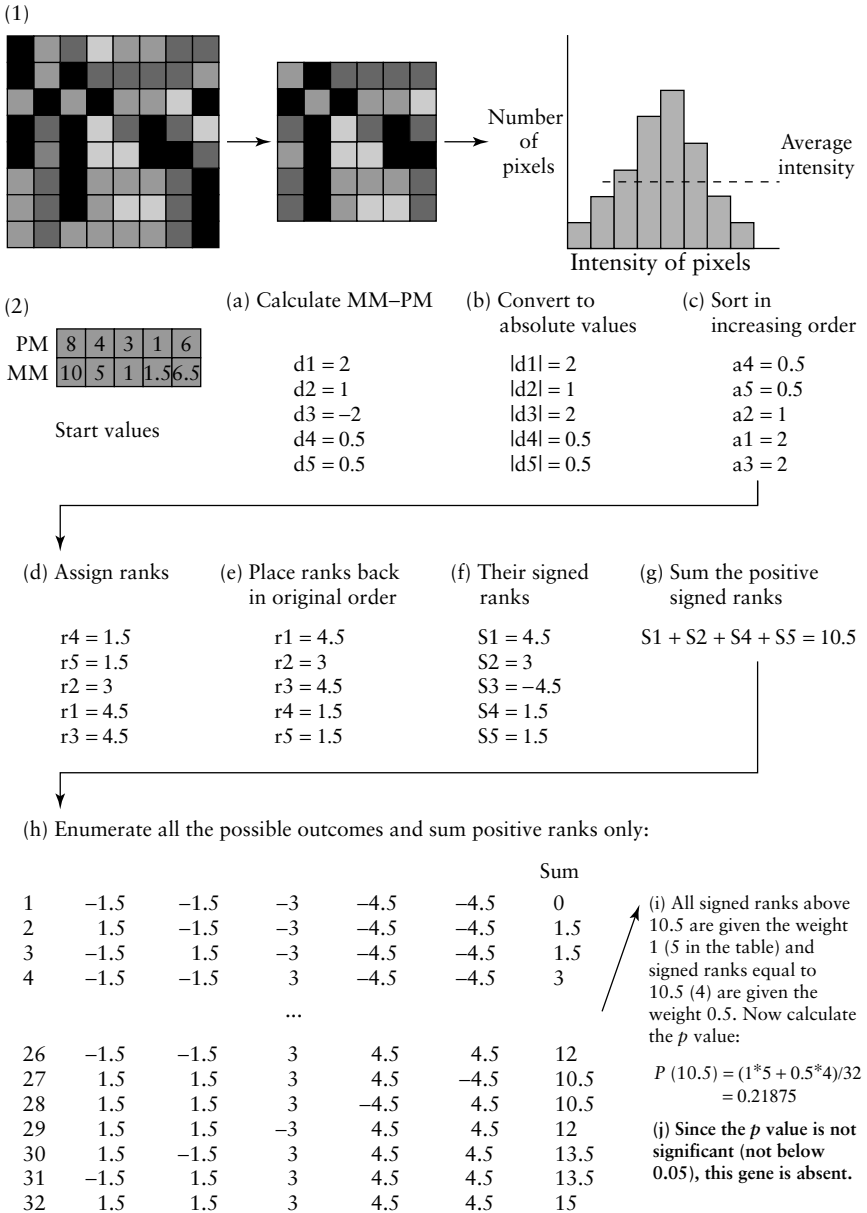 (1)
Number
of
pixels
Average
intensity
Intensity of pixels
(2)
PM 8 4 3 1 6
MM 10 5 1 1.5 6.5
Start values
(a) Calculate MM–PM
d1 = 2
d2 = 1
d3 = –2
d4 = 0.5
d5 = 0.5
(b) Convert to
absolute values
|d1| = 2
|d2| = 1
|d3| = 2
|d4| = 0.5
|d5| = 0.5
(c) Sort in
increasing order
a4 = 0.5
a5 = 0.5
a2 = 1
a1 = 2
a3 = 2
(d) Assign ranks
r4 = 1.5
r5 = 1.5
r2 = 3
r1 = 4.5
r3 = 4.5
(e) Place ranks back
in original order
r1 = 4.5
r2 = 3
r3 = 4.5
r4 = 1.5
r5 = 1.5
(f) Their signed
ranks
S1 = 4.5
S2 = 3
S3 = –4.5
S4 = 1.5
S5 = 1.5
(g) Sum the positive
signed ranks
S1 + S2 + S4 + S5 = 10.5
(h) Enumerate all the possible outcomes and sum positive ranks only:
Sum
1 –1.5 –1.5 –3 –4.5 –4.5 0
2 1.5 –1.5 –3 –4.5 –4.5 1.5
3 –1.5 1.5 –3 –4.5 –4.5 1.5
4 –1.5 –1.5 3 –4.5 –4.5 3
...
26 –1.5 –1.5 3 4.5 4.5 12
27 1.5 1.5 3 4.5 –4.5 10.5
28 1.5 1.5 3 –4.5 4.5 10.5
29 1.5 1.5 –3 4.5 4.5 12
30 1.5 –1.5 3 4.5 4.5 13.5
31 –1.5 1.5 3 4.5 4.5 13.5
32 1.5 1.5 3 4.5 4.5 15
(i) All signed ranks above
10.5 are given the weight
1 (5 in the table) and
signed ranks equal to
10.5 (4) are given the
weight 0.5. Now calculate
the p value:
P (10.5) = (1*5 + 0.5*4)/32
= 0.21875
(j) Since the p value is not
significant (not below
0.05), this gene is absent.